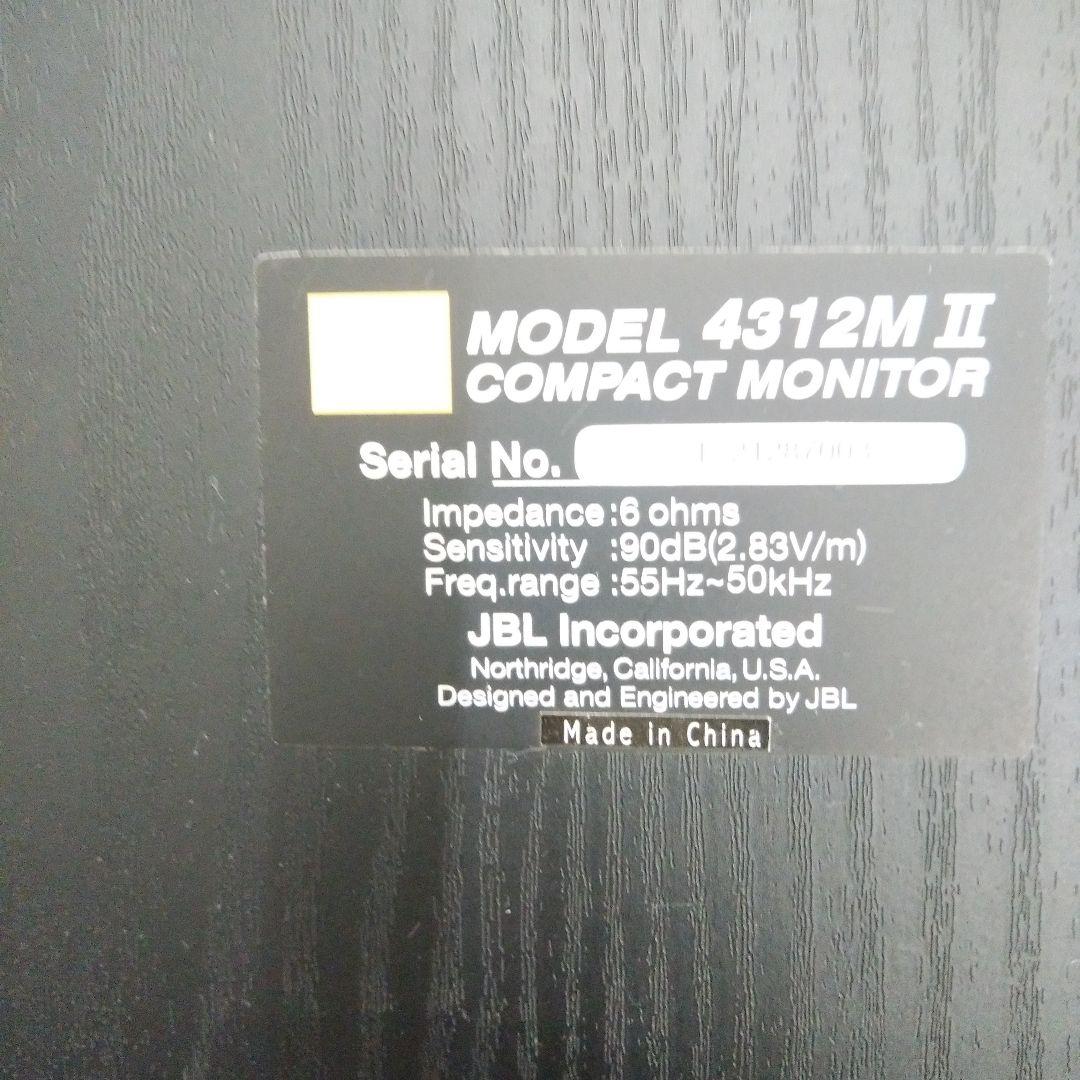 MODEL 4312M II
COMPACT MONITOR
Serial No.
Impedance:6 ohms
Sensitivity :90dB(2.83V/m)
Freq.range :55Hz~50kHz
JBL Incorporated
Northridge, California, U.S.A.
Designed and Engineered by JBL
Made in China